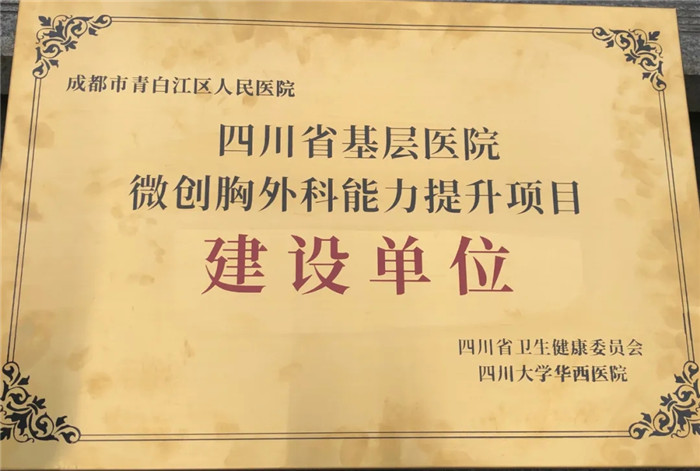 成都市青白江区人民医院
四川省基层医院
微创胸外科能力提升项目
建设单位
四川省卫生健康委员会
四川大学华西医院